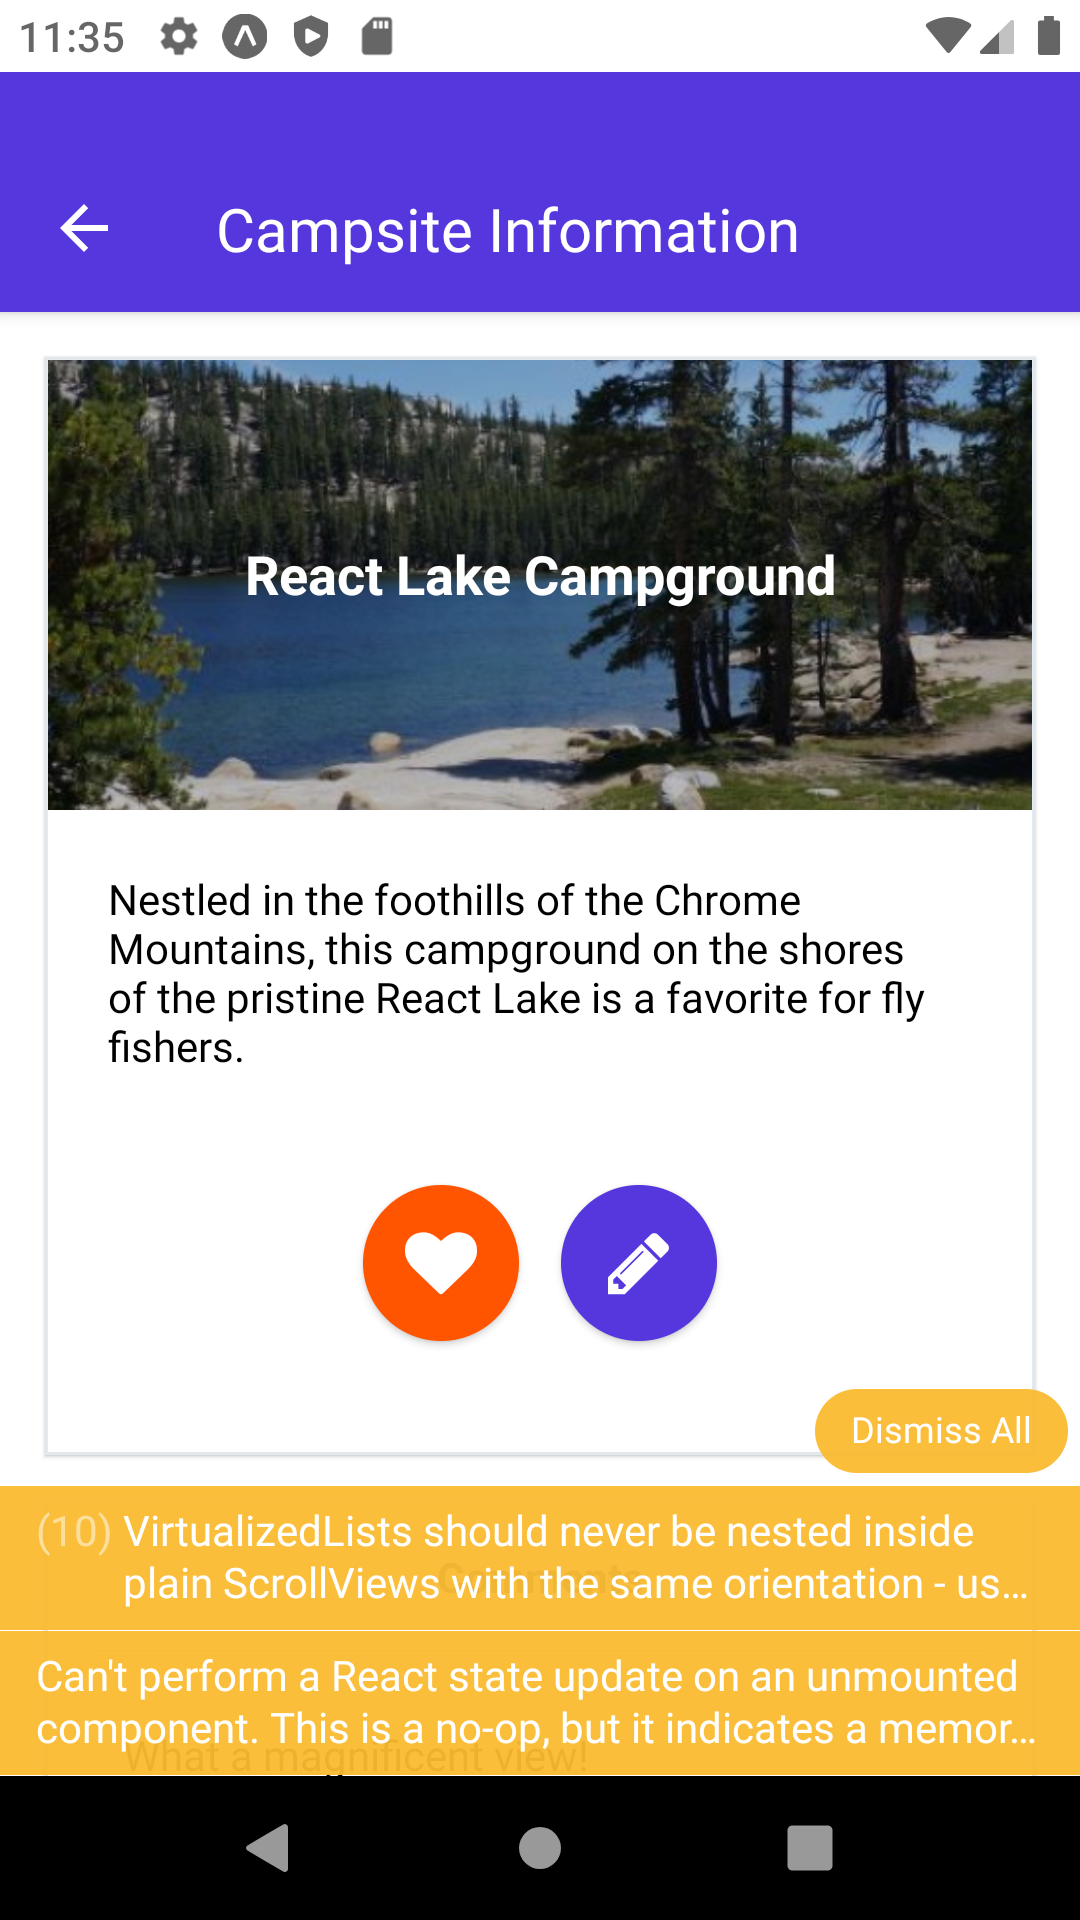 11:35
Campsite Information
React Lake Campground
Nestled in the foothills of the Chrome
Mountains, this campground on the shores
of the pristine React Lake is a favorite for fly
fishers.
Dismiss All
(10) VirtualizedLists should never be nested inside
plain ScrollViews with the same orientation - us...
Comments
Can't perform a React state update on an unmounted
component. This is a no-op, but it indicates a memor...
What a magnificent view!